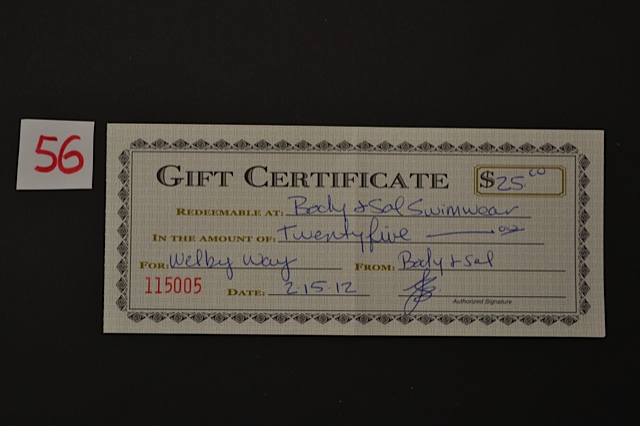 56
GIFT CERTIFICATE $25.00
REDEEMABLE AT: Body & Sol Swimwear
IN THE AMOUNT OF: Twentyfive
FOR: Welby Way FROM: Body & Sol
115005 DATE: 2.15.12
Authorized Signature